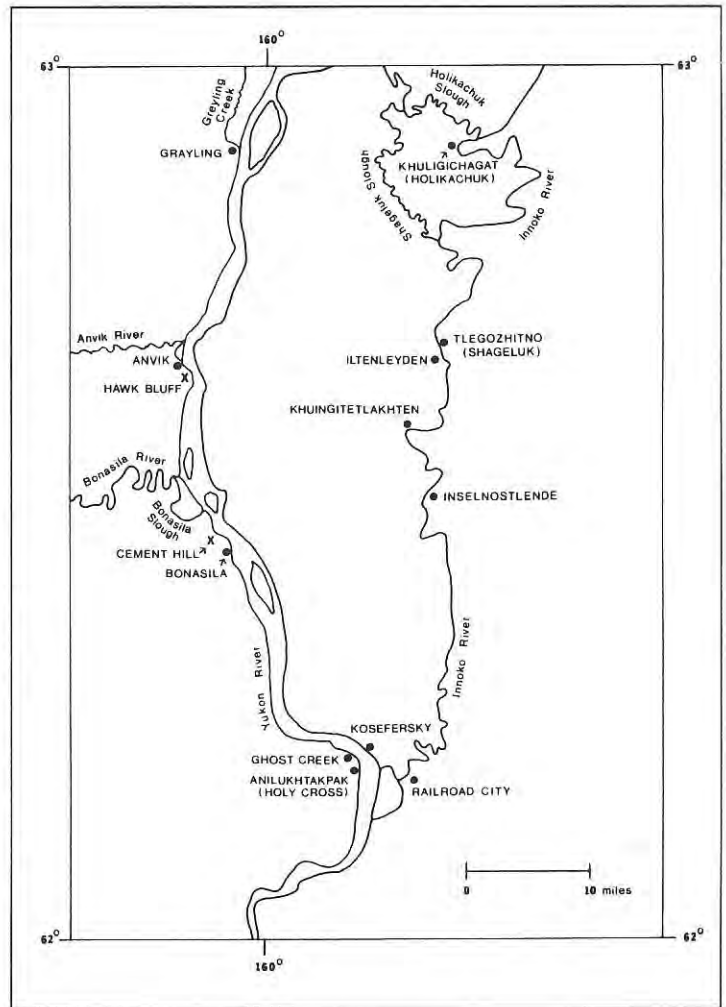 160°
63°
63°
Greyling
Creek
GRAYLING
Holikachuk
Slough
KHULIGICHAGAT
(HOLIKACHUK)
Shageluk Slough
Innoko River
Anvik River
ANVIK
HAWK BLUFF
X
TLEGOZHITNO
(SHAGELUK)
ILTENLEYDEN
KHUINGITETLAKHTEN
Bonasila River
INSELNOSTLENDE
Bonasila
Slough
X
CEMENT HILL
BONASILA
Yukon River
Innoko River
KOSEFERSKY
GHOST CREEK
ANILUKHTAKPAK
(HOLY CROSS)
RAILROAD CITY
0 10 miles
62°
62°
160°